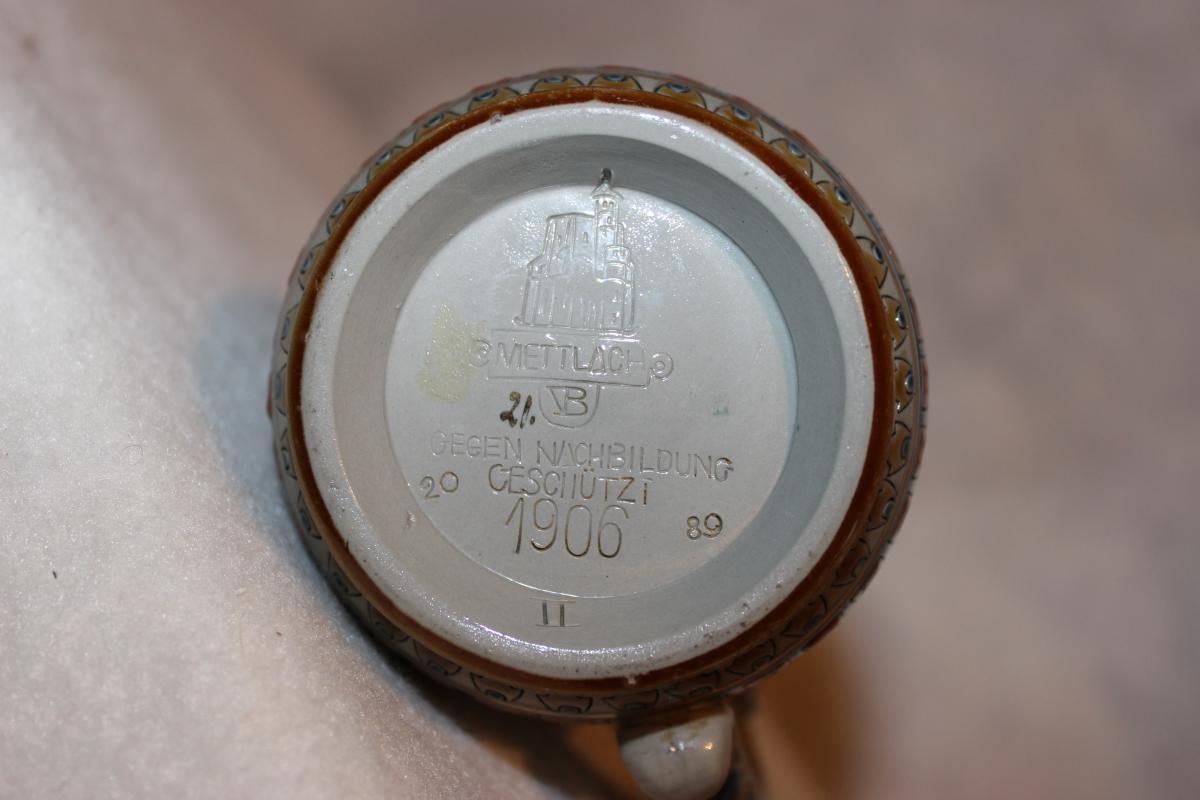 METTLACH
VB
21.
GEGEN NACHBILDUNG
GESCHÜTZT
20
1906
89
II